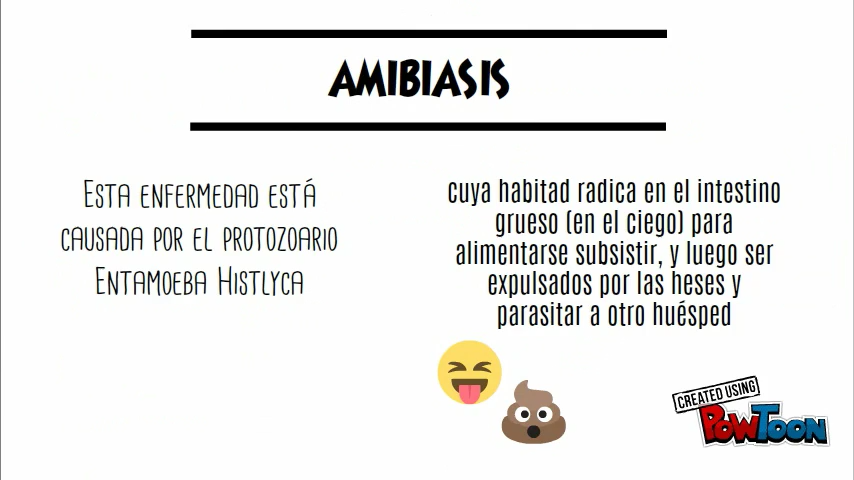 AMIBIASIS
ESTA ENFERMEDAD ESTÁ
CAUSADA POR EL PROTOZOARIO
ENTAMOEBA HISTLYCA
cuya habitad radica en el intestino
grueso (en el ciego) para
alimentarse subsistir, y luego ser
expulsados por las heses y
parasitar a otro huésped
CREATED USING
POWTOON